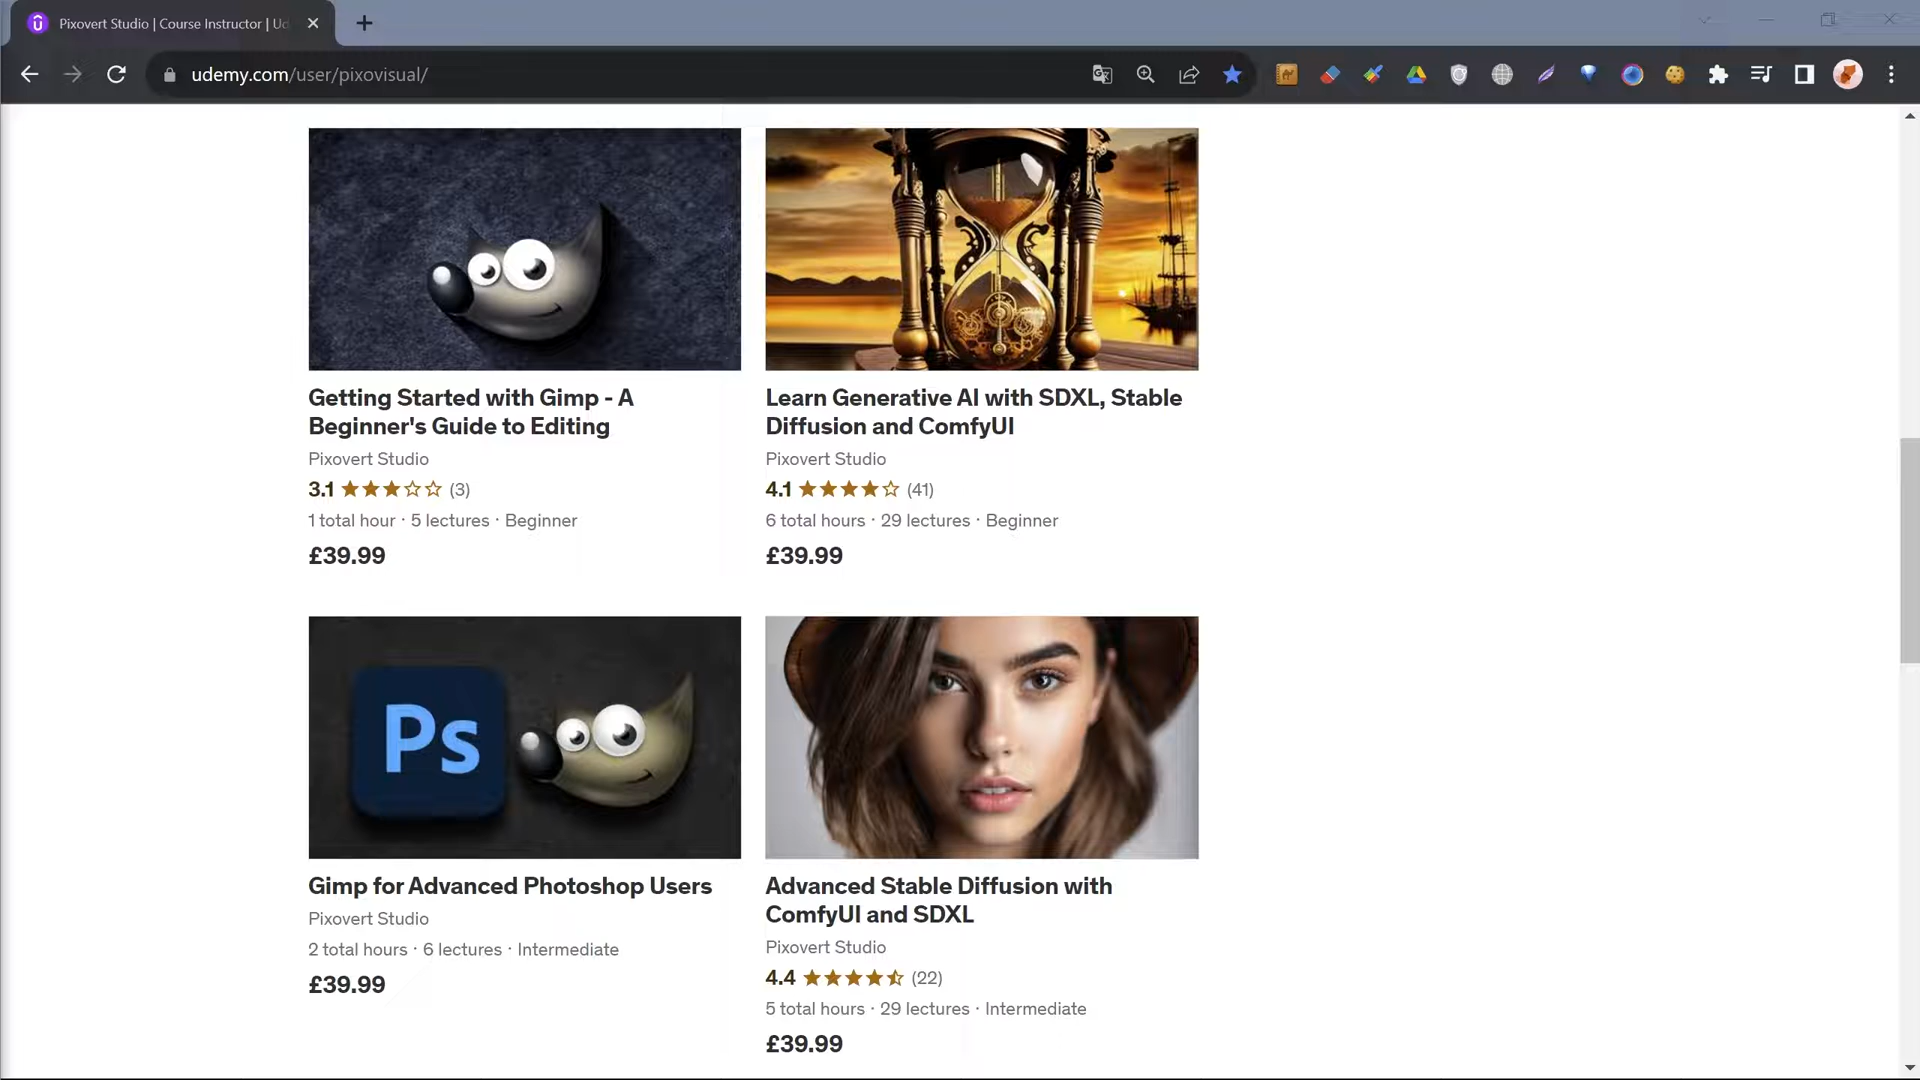 Pixovert Studio | Course Instructor | Ud
udemy.com/user/pixovisual/
Getting Started with Gimp - A
Beginner's Guide to Editing
Pixovert Studio
3.1 (3)
1 total hour · 5 lectures · Beginner
£39.99
Learn Generative AI with SDXL, Stable
Diffusion and ComfyUI
Pixovert Studio
4.1 (41)
6 total hours · 29 lectures · Beginner
£39.99
Ps
Gimp for Advanced Photoshop Users
Pixovert Studio
2 total hours · 6 lectures · Intermediate
£39.99
Advanced Stable Diffusion with
ComfyUI and SDXL
Pixovert Studio
4.4 (22)
5 total hours · 29 lectures · Intermediate
£39.99